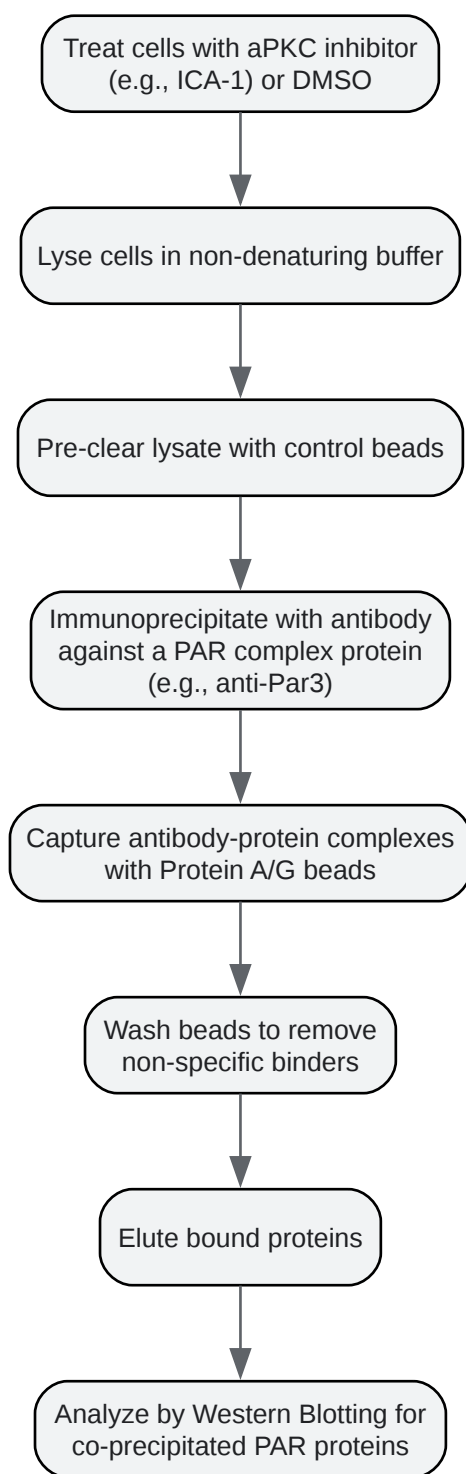 Treat cells with aPKC inhibitor
(e.g., ICA-1) or DMSO
Lyse cells in non-denaturing buffer
Pre-clear lysate with control beads
Immunoprecipitate with antibody
against a PAR complex protein
(e.g., anti-Par3)
Capture antibody-protein complexes
with Protein A/G beads
Wash beads to remove
non-specific binders
Elute bound proteins
Analyze by Western Blotting for
co-precipitated PAR proteins